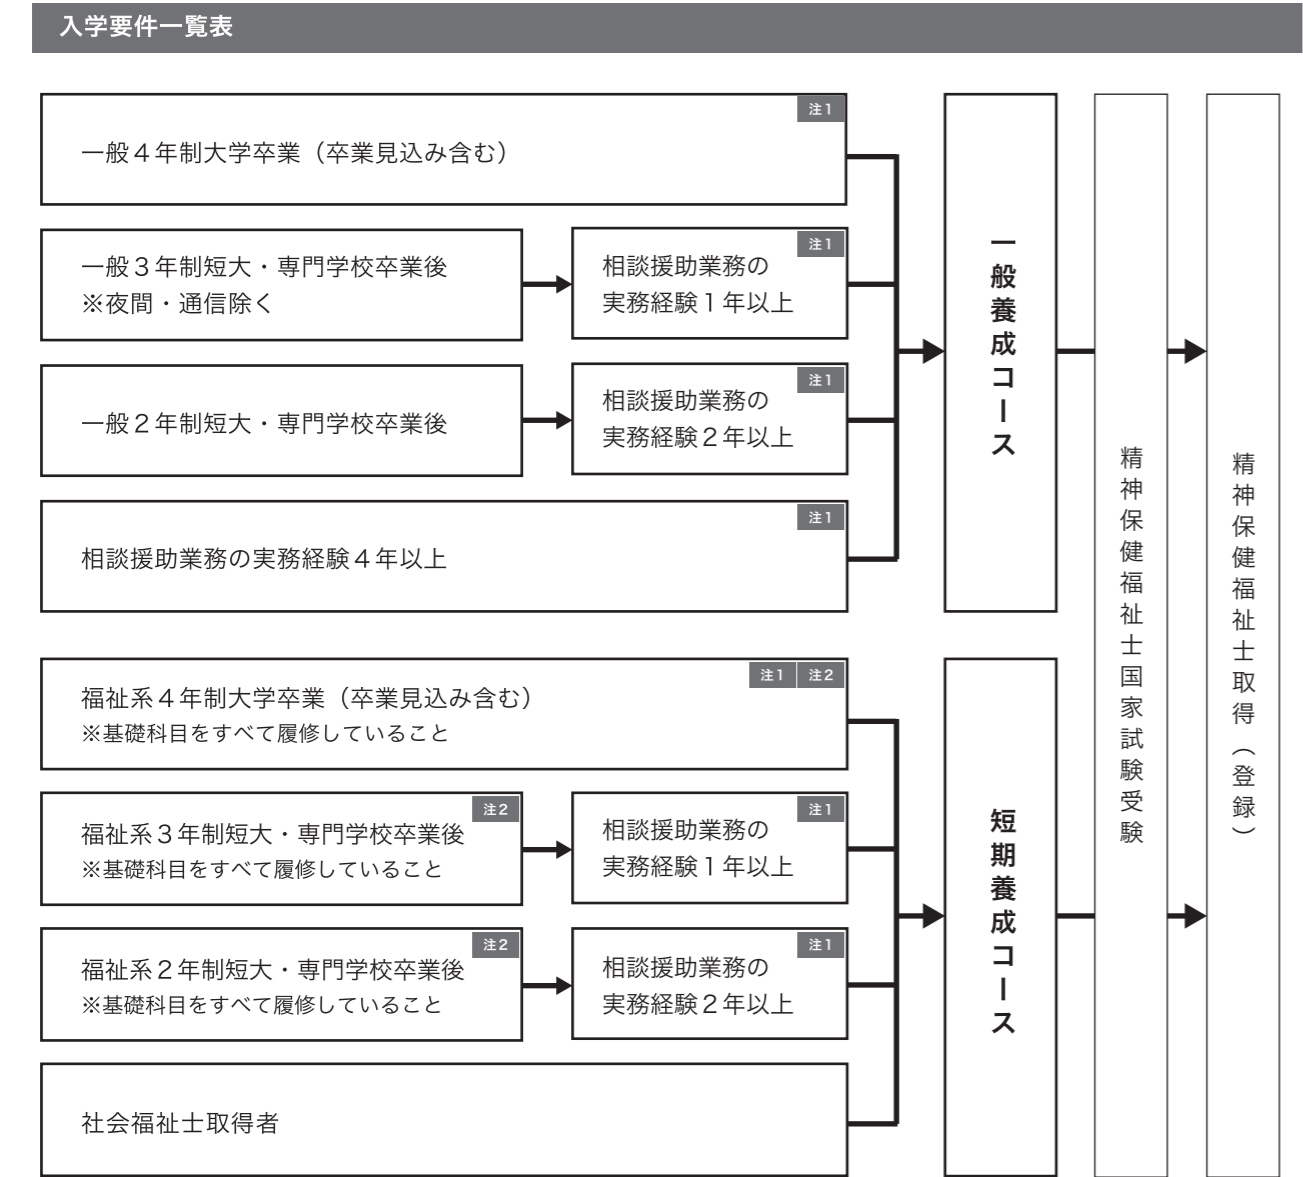 入学要件一覧表
注1
一般４年制大学卒業（卒業見込み含む）
一般３年制短大・専門学校卒業後
※夜間・通信除く
注1
相談援助業務の
実務経験１年以上
一般２年制短大・専門学校卒業後
注1
相談援助業務の
実務経験２年以上
注1
相談援助業務の実務経験４年以上
一般養成コース
注1 注2
福祉系４年制大学卒業（卒業見込み含む）
※基礎科目をすべて履修していること
注2
福祉系３年制短大・専門学校卒業後
※基礎科目をすべて履修していること
注1
相談援助業務の
実務経験１年以上
注2
福祉系２年制短大・専門学校卒業後
※基礎科目をすべて履修していること
注1
相談援助業務の
実務経験２年以上
社会福祉士取得者
短期養成コース
精神保健福祉士国家試験受験
精神保健福祉士取得（登録）